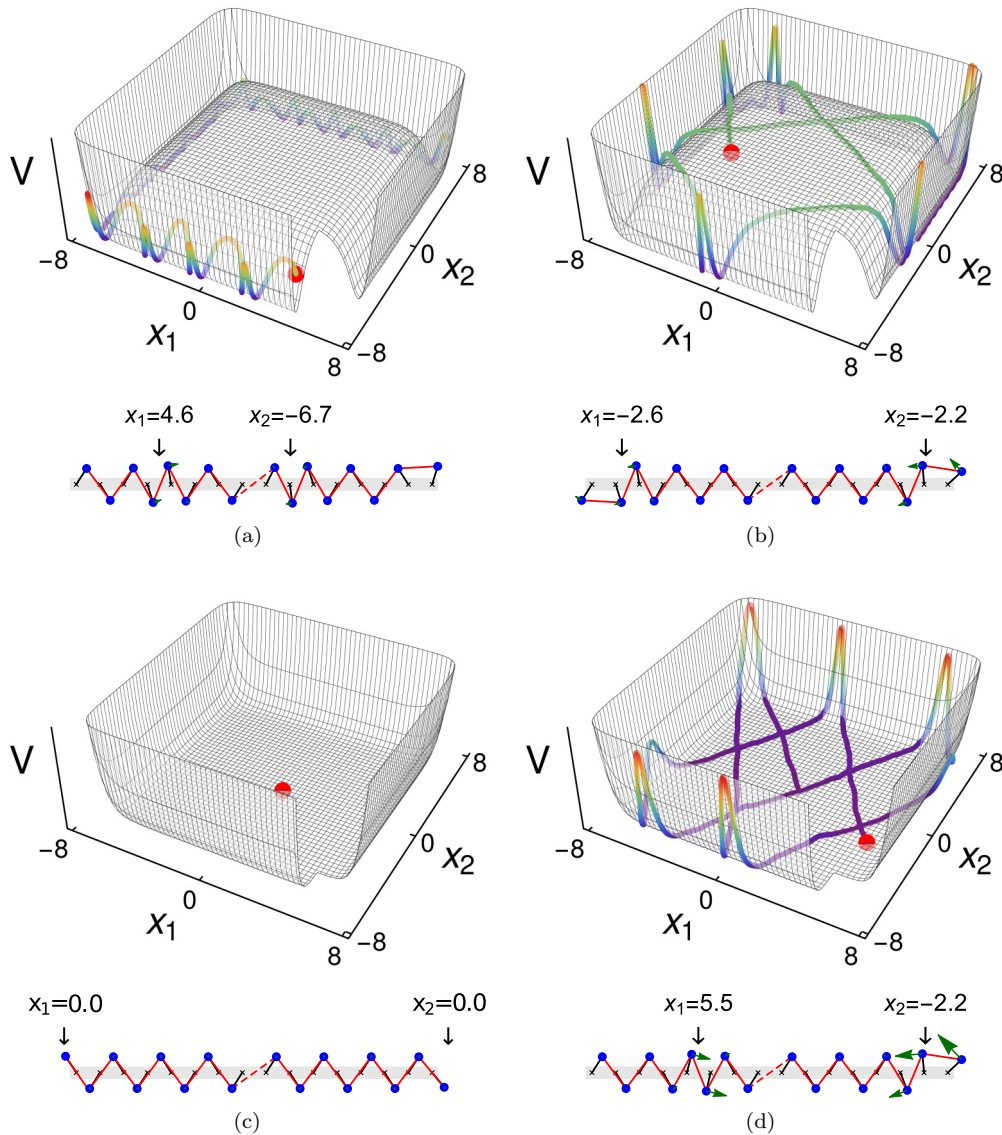 V
V
8
8
0
0
x₂
x₂
−8
−8
0
0
x₁
x₁
8
−8
8
−8
x₁=4.6
x₂=−6.7
x₁=−2.6
x₂=−2.2
(a)
(b)
V
V
8
8
0
0
x₂
x₂
−8
−8
0
0
x₁
x₁
8
−8
8
−8
x₁=0.0
x₂=0.0
x₁=5.5
x₂=−2.2
(c)
(d)